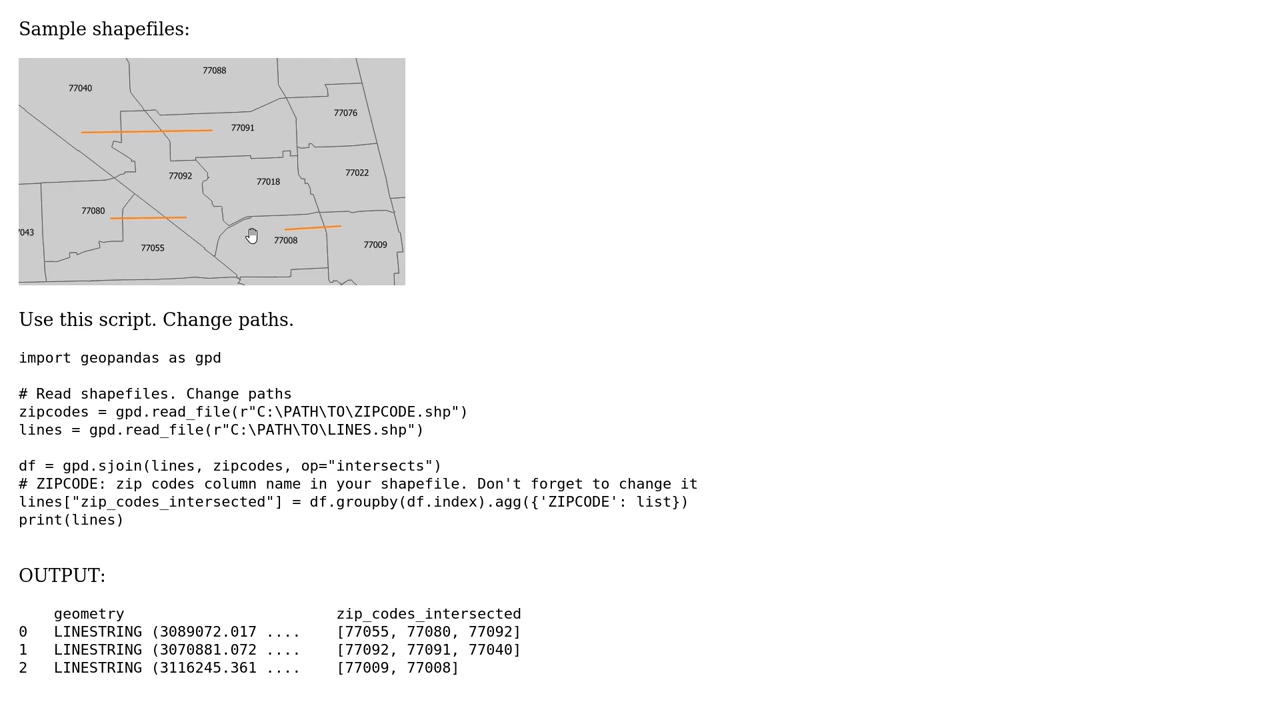 Sample shapefiles:
77088
77040
77076
77091
77092
77022
77018
77080
7043
77008
77009
77055
Use this script. Change paths.
import geopandas as gpd
# Read shapefiles. Change paths
zipcodes = gpd.read_file(r"C:\PATH\TO\ZIPCODE.shp")
lines = gpd.read_file(r"C:\PATH\TO\LINES.shp")
df = gpd.sjoin(lines, zipcodes, op="intersects")
# ZIPCODE: zip codes column name in your shapefile. Don't forget to change it
lines["zip_codes_intersected"] = df.groupby(df.index).agg({'ZIPCODE': list})
print(lines)
OUTPUT:
geometry zip_codes_intersected
0 LINESTRING (3089072.017 .... [77055, 77080, 77092]
1 LINESTRING (3070881.072 .... [77092, 77091, 77040]
2 LINESTRING (3116245.361 .... [77009, 77008]